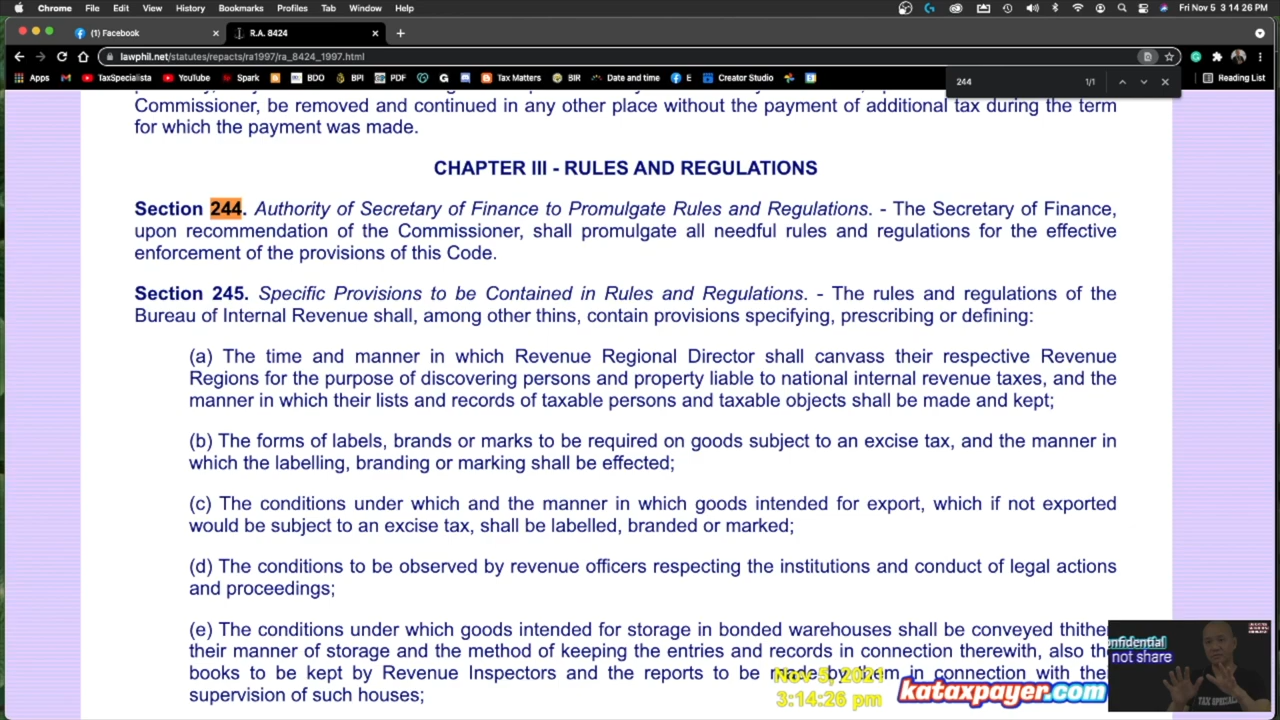 Chrome File Edit View History Bookmarks Profiles Tab Window Help Fri Nov 5 3:14:26 PM
(1) Facebook R.A. 8424
lawphil.net/statutes/repacts/ra1997/ra_8424_1997.html
Apps TaxSpecialista YouTube Spark BDO BPI PDF Tax Matters BIR Date and time E Creator Studio Reading List
244 1/1
Commissioner, be removed and continued in any other place without the payment of additional tax during the term
for which the payment was made.
CHAPTER III - RULES AND REGULATIONS
Section 244. Authority of Secretary of Finance to Promulgate Rules and Regulations. - The Secretary of Finance,
upon recommendation of the Commissioner, shall promulgate all needful rules and regulations for the effective
enforcement of the provisions of this Code.
Section 245. Specific Provisions to be Contained in Rules and Regulations. - The rules and regulations of the
Bureau of Internal Revenue shall, among other thins, contain provisions specifying, prescribing or defining:
(a) The time and manner in which Revenue Regional Director shall canvass their respective Revenue
Regions for the purpose of discovering persons and property liable to national internal revenue taxes, and the
manner in which their lists and records of taxable persons and taxable objects shall be made and kept;
(b) The forms of labels, brands or marks to be required on goods subject to an excise tax, and the manner in
which the labelling, branding or marking shall be effected;
(c) The conditions under which and the manner in which goods intended for export, which if not exported
would be subject to an excise tax, shall be labelled, branded or marked;
(d) The conditions to be observed by revenue officers respecting the institutions and conduct of legal actions
and proceedings;
(e) The conditions under which goods intended for storage in bonded warehouses shall be conveyed thither
their manner of storage and the method of keeping the entries and records in connection therewith, also the
books to be kept by Revenue Inspectors and the reports to be made by them in connection with their
supervision of such houses;
Nov 5, 2021
3:14:26 pm
kataxpayer.com
onfidential
not share
TAX SPECIAL